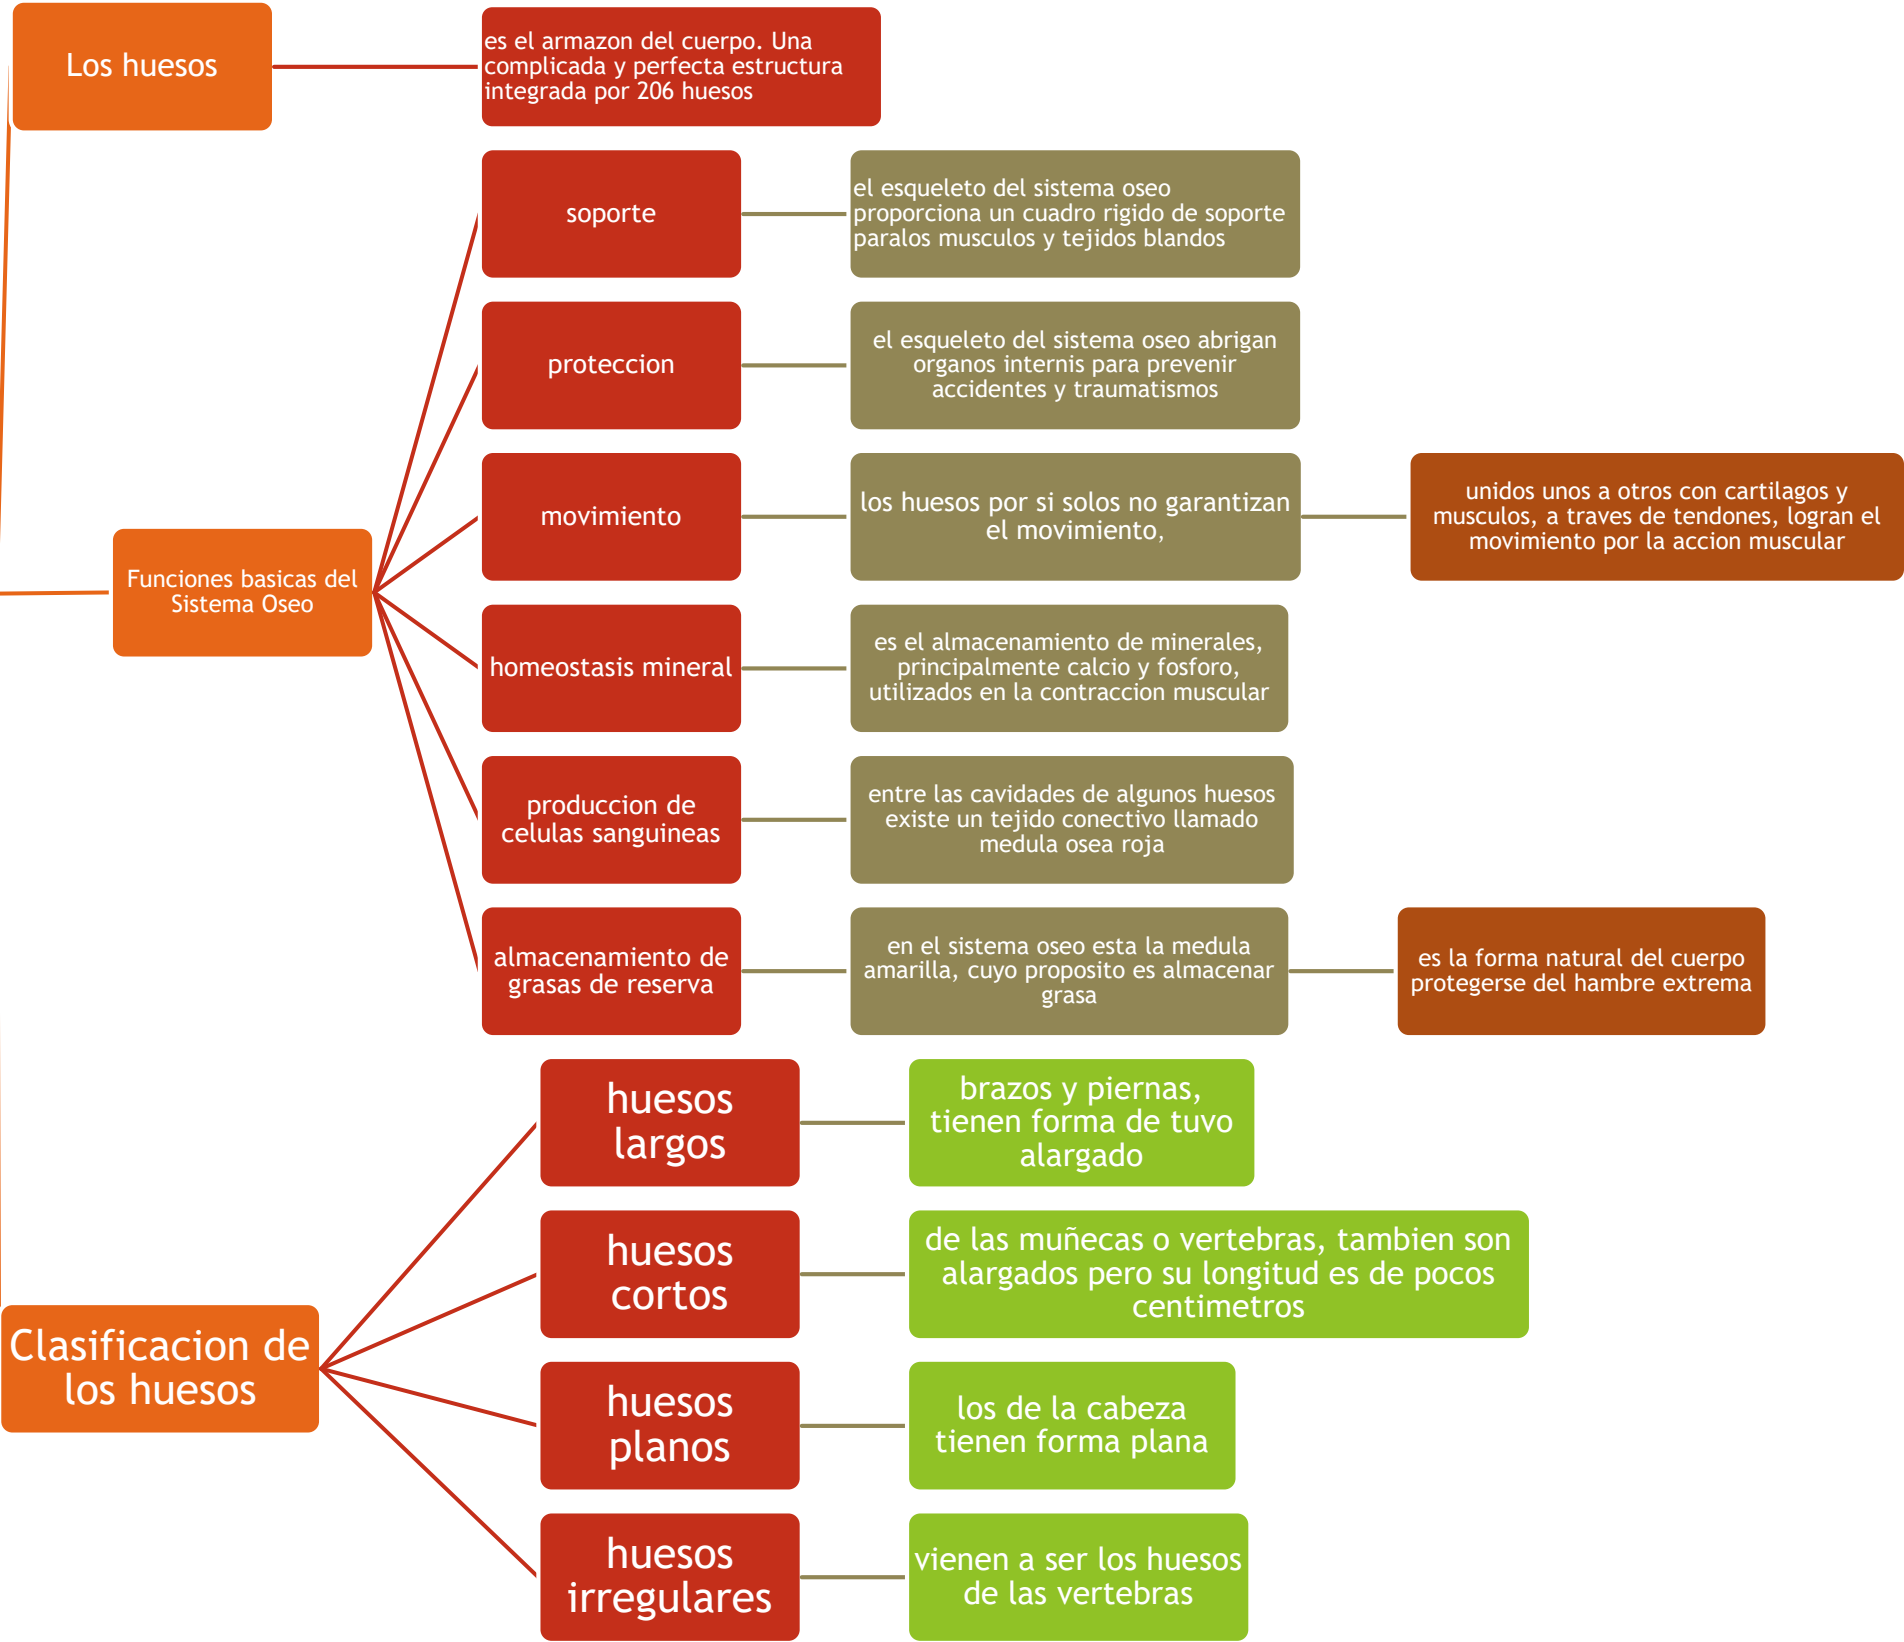 Los huesos
es el armazon del cuerpo. Una
complicada y perfecta estructura
integrada por 206 huesos
Funciones basicas del
Sistema Oseo
soporte
el esqueleto del sistema oseo
proporciona un cuadro rigido de soporte
paralos musculos y tejidos blandos
proteccion
el esqueleto del sistema oseo abrigan
organos internis para prevenir
accidentes y traumatismos
movimiento
los huesos por si solos no garantizan
el movimiento,
unidos unos a otros con cartilagos y
musculos, a traves de tendones, logran el
movimiento por la accion muscular
homeostasis mineral
es el almacenamiento de minerales,
principalmente calcio y fosforo,
utilizados en la contraccion muscular
produccion de
celulas sanguineas
entre las cavidades de algunos huesos
existe un tejido conectivo llamado
medula osea roja
almacenamiento de
grasas de reserva
en el sistema oseo esta la medula
amarilla, cuyo proposito es almacenar
grasa
es la forma natural del cuerpo
protegerse del hambre extrema
Clasificacion de
los huesos
huesos
largos
brazos y piernas,
tienen forma de tuvo
alargado
huesos
cortos
de las muñecas o vertebras, tambien son
alargados pero su longitud es de pocos
centimetros
huesos
planos
los de la cabeza
tienen forma plana
huesos
irregulares
vienen a ser los huesos
de las vertebras